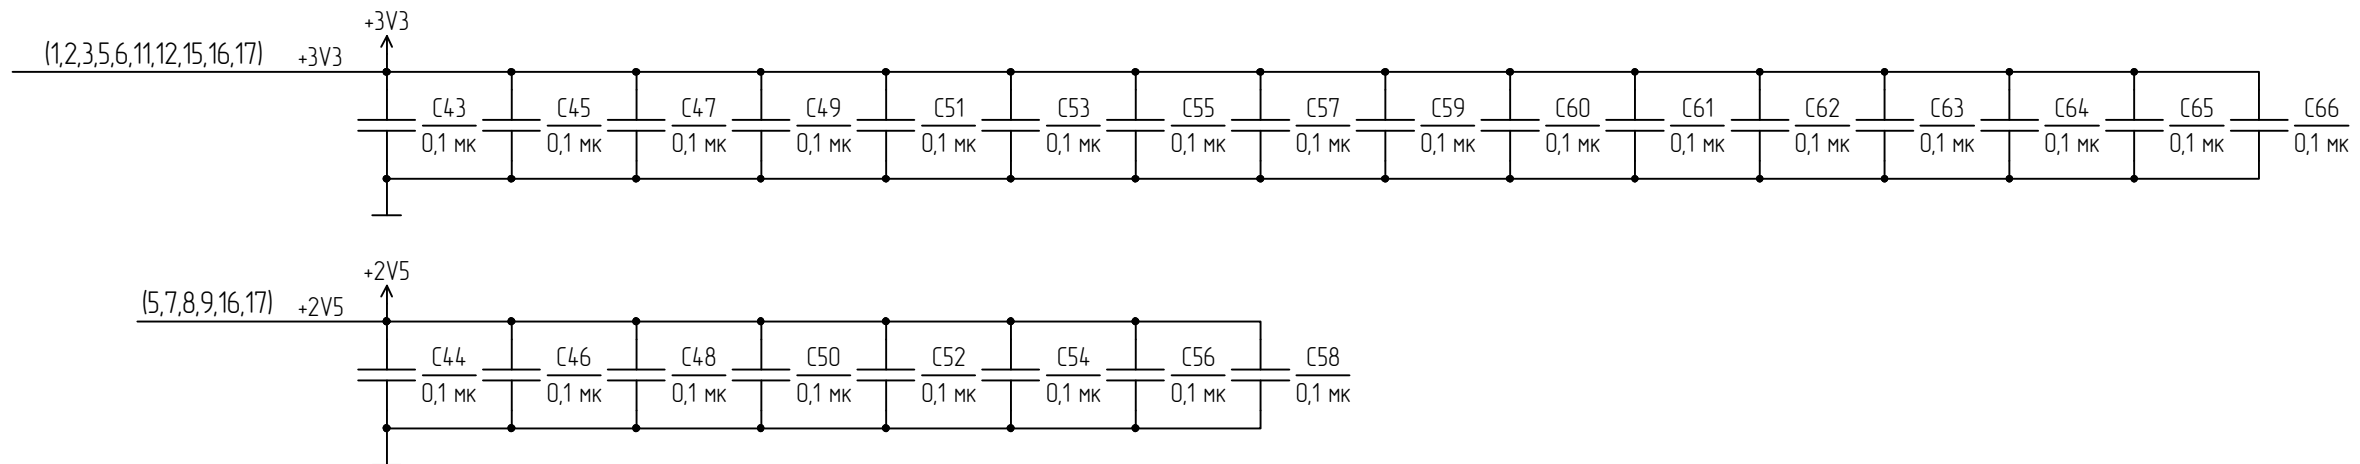 +3V3
(1,2,3,5,6,11,12,15,16,17) +3V3
C43 C45 C47 C49 C51 C53 C55 C57 C59 C60 C61 C62 C63 C64 C65 C66
0,1 мк 0,1 мк 0,1 мк 0,1 мк 0,1 мк 0,1 мк 0,1 мк 0,1 мк 0,1 мк 0,1 мк 0,1 мк 0,1 мк 0,1 мк 0,1 мк 0,1 мк 0,1 мк
+2V5
(5,7,8,9,16,17) +2V5
C44 C46 C48 C50 C52 C54 C56 C58
0,1 мк 0,1 мк 0,1 мк 0,1 мк 0,1 мк 0,1 мк 0,1 мк 0,1 мк